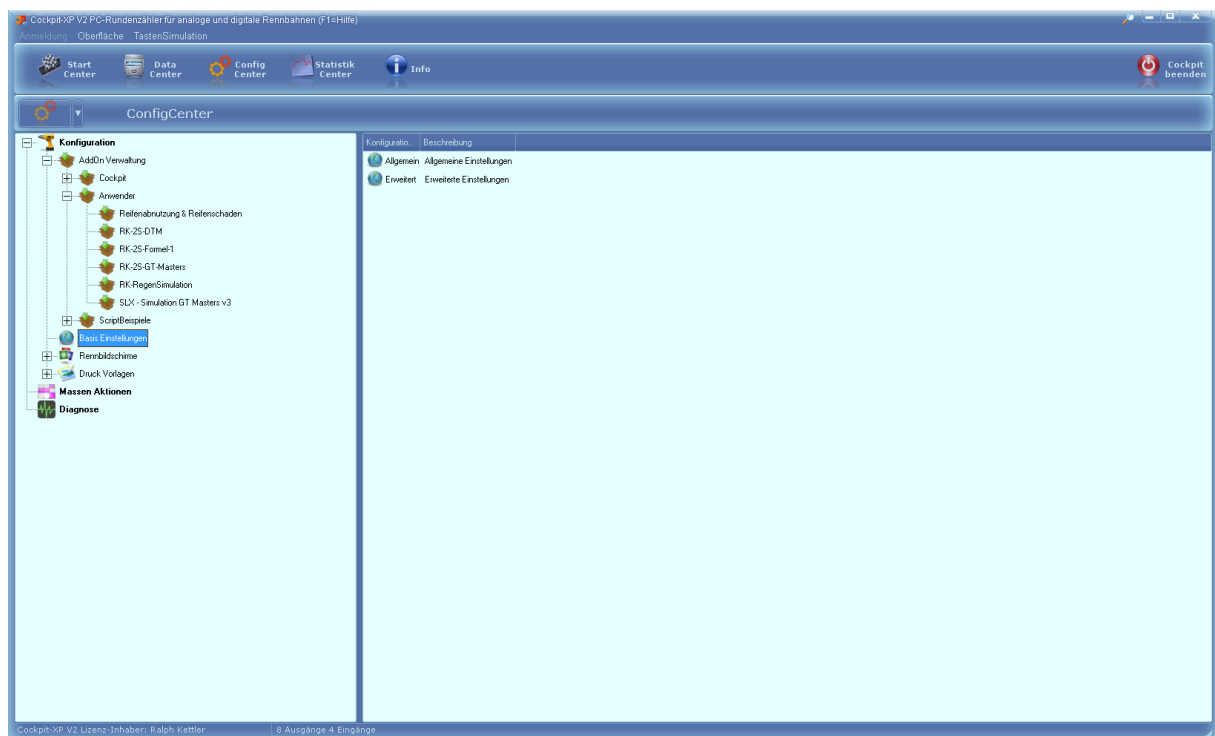 Cockpit-XP V2 PC-Rundenzähler für analoge und digitale Rennbahnen (F1=Hilfe)
Anmeldung Oberfläche TastenSimulation
Start Center
Data Center
Config Center
Statistik Center
Info
Cockpit beenden
ConfigCenter
Konfiguration
AddOn Verwaltung
Cockpit
Anwender
Reifenabnutzung & Reifenschaden
RK-2S-DTM
RK-2S-Formel-1
RK-2S-GT-Masters
RK-RegenSimulation
SLX - Simulation GT Masters v3
ScriptBeispiele
Basis Einstellungen
Rennbildschirme
Druck Vorlagen
Massen Aktionen
Diagnose
Konfiguratio... Beschreibung
Allgemein Allgemeine Einstellungen
Erweitert Erweiterte Einstellungen
Cockpit-XP V2 Lizenz-Inhaber: Ralph Kettler 8 Ausgänge 4 Eingänge